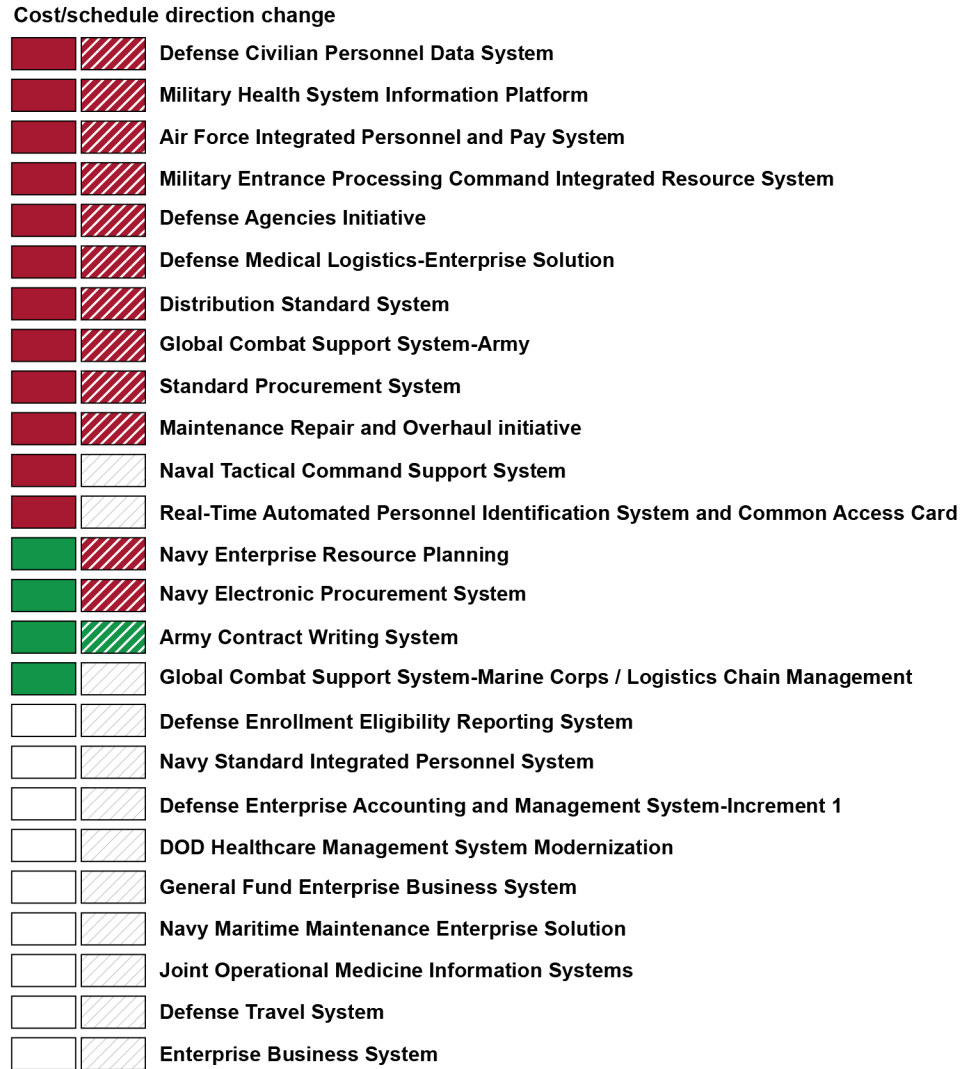 Cost/schedule direction change
Defense Civilian Personnel Data System
Military Health System Information Platform
Air Force Integrated Personnel and Pay System
Military Entrance Processing Command Integrated Resource System
Defense Agencies Initiative
Defense Medical Logistics-Enterprise Solution
Distribution Standard System
Global Combat Support System-Army
Standard Procurement System
Maintenance Repair and Overhaul initiative
Naval Tactical Command Support System
Real-Time Automated Personnel Identification System and Common Access Card
Navy Enterprise Resource Planning
Navy Electronic Procurement System
Army Contract Writing System
Global Combat Support System-Marine Corps / Logistics Chain Management
Defense Enrollment Eligibility Reporting System
Navy Standard Integrated Personnel System
Defense Enterprise Accounting and Management System-Increment 1
DOD Healthcare Management System Modernization
General Fund Enterprise Business System
Navy Maritime Maintenance Enterprise Solution
Joint Operational Medicine Information Systems
Defense Travel System
Enterprise Business System